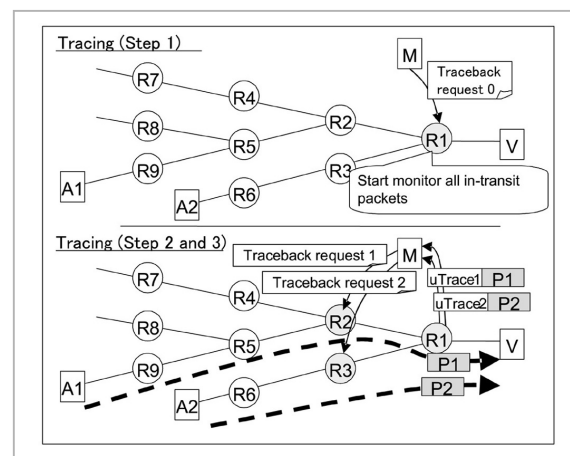 Tracing (Step 1)
M
Traceback
request 0
R7
R4
R2
R8
R5
R1
V
R9
R3
A1
A2
R6
Start monitor all in-transit
packets
Tracing (Step 2 and 3)
Traceback request 1
M
Traceback request 2
uTrace1 P1
uTrace2 P2
R7
R4
R2
R8
R5
R1
V
R9
R3
P1
A1
A2
R6
P2